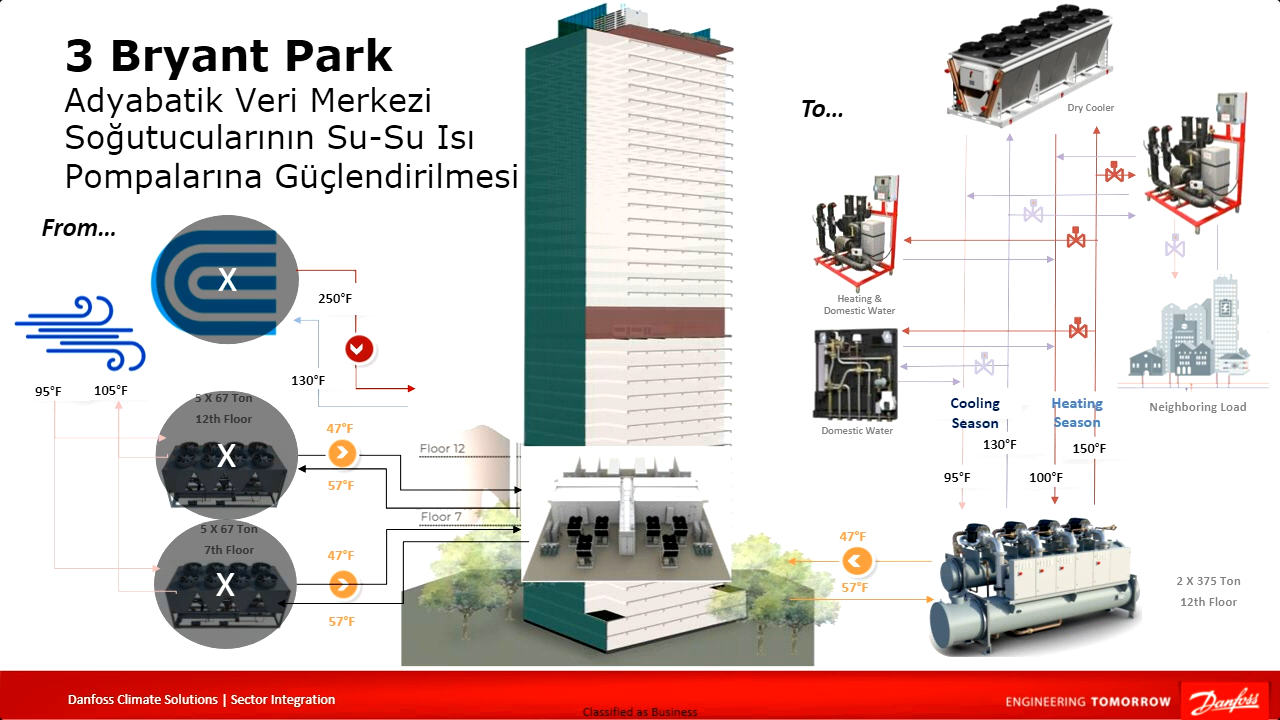 3 Bryant Park
Adyabatik Veri Merkezi
Soğutucularının Su-Su Isı
Pompalarına Güçlendirilmesi
From...
X
250°F
130°F
95°F
105°F
5 X 67 Ton
12th Floor
X
47°F
57°F
5 X 67 Ton
7th Floor
X
47°F
57°F
Floor 12
Floor 7
To...
Dry Cooler
Heating &
Domestic Water
Domestic Water
Cooling
Season
Heating
Season
130°F
150°F
95°F
100°F
Neighboring Load
47°F
57°F
2 X 375 Ton
12th Floor
Danfoss Climate Solutions | Sector Integration
Classified as Business
ENGINEERING TOMORROW
Danfoss